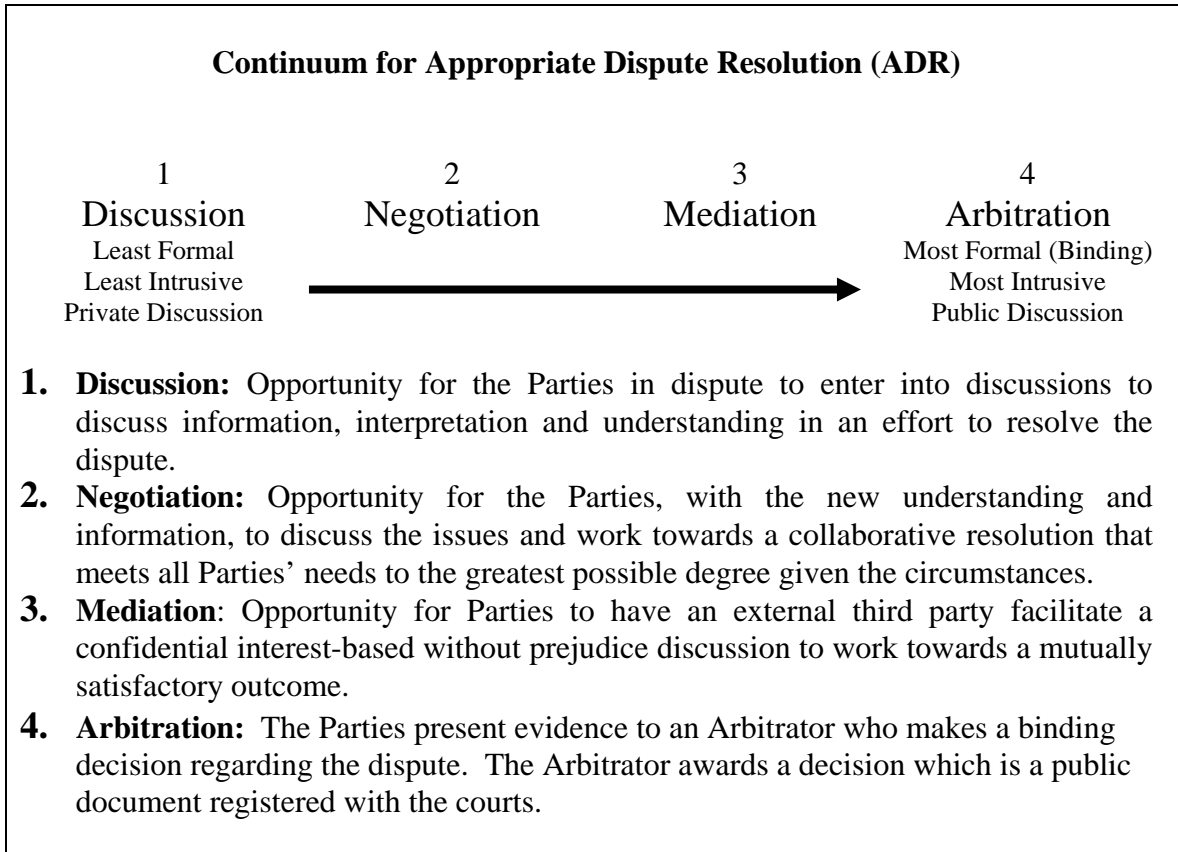 Continuum for Appropriate Dispute Resolution (ADR)
1 2 3 4
Discussion Negotiation Mediation Arbitration
Least Formal Most Formal (Binding)
Least Intrusive Most Intrusive
Private Discussion Public Discussion
1. Discussion: Opportunity for the Parties in dispute to enter into discussions to
discuss information, interpretation and understanding in an effort to resolve the
dispute.
2. Negotiation: Opportunity for the Parties, with the new understanding and
information, to discuss the issues and work towards a collaborative resolution that
meets all Parties' needs to the greatest possible degree given the circumstances.
3. Mediation: Opportunity for Parties to have an external third party facilitate a
confidential interest-based without prejudice discussion to work towards a mutually
satisfactory outcome.
4. Arbitration: The Parties present evidence to an Arbitrator who makes a binding
decision regarding the dispute. The Arbitrator awards a decision which is a public
document registered with the courts.